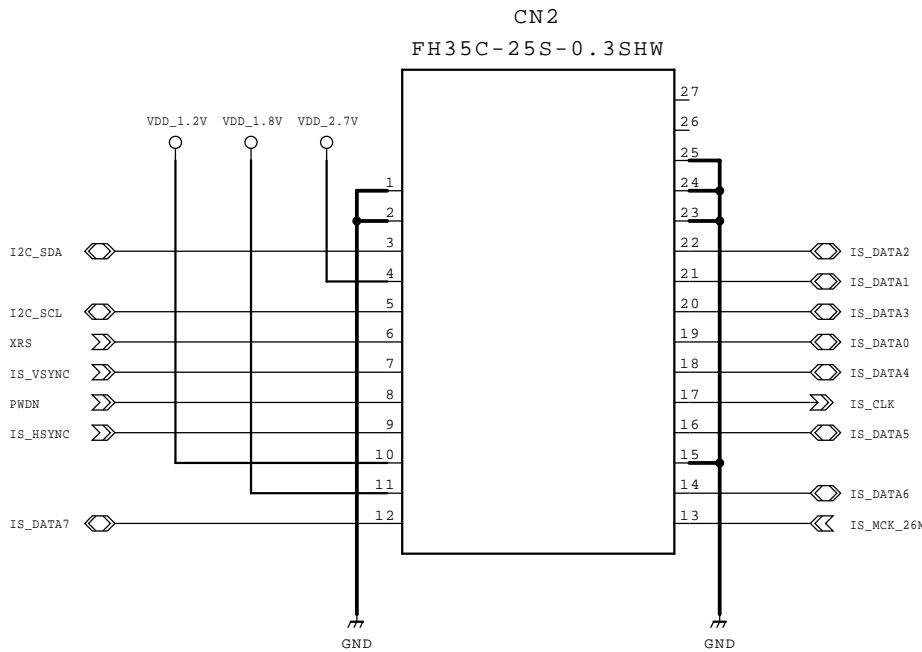 CN2
FH35C-25S-0.3SHW
27
26
VDD_1.2V VDD_1.8V VDD_2.7V
25
1 24
2 23
I2C_SDA 3 22 IS_DATA2
4 21 IS_DATA1
I2C_SCL 5 20 IS_DATA3
XRS 6 19 IS_DATA0
IS_VSYNC 7 18 IS_DATA4
PWDN 8 17 IS_CLK
IS_HSYNC 9 16 IS_DATA5
10 15
11 14 IS_DATA6
IS_DATA7 12 13 IS_MCK_26M
GND GND